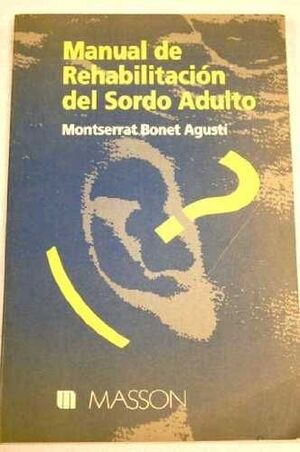 Manual de
Rehabilitación
del Sordo Adulto
Montserrat Bonet Agustí
MASSON